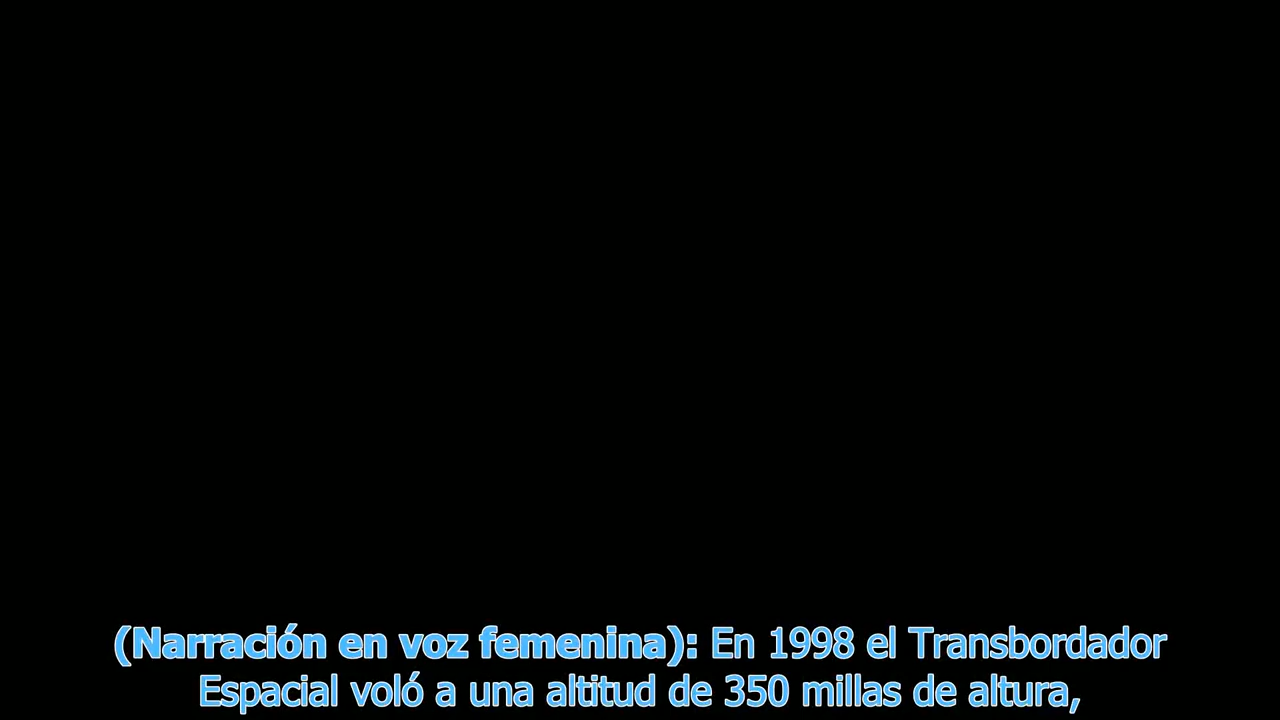 (Narración en voz femenina): En 1998 el Transbordador
Espacial voló a una altitud de 350 millas de altura,